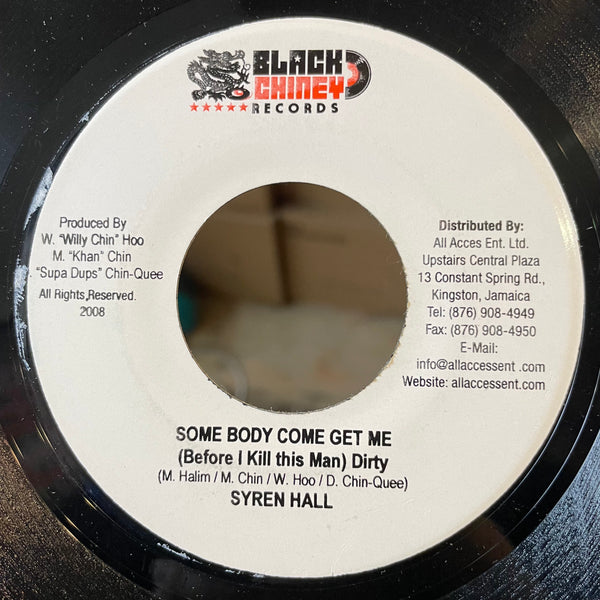 BLACK
CHINEY
RECORDS
Produced By
W. "Willy Chin" Hoo
M. "Khan" Chin
. "Supa Dups" Chin-Quee
All Rights Reserved.
2008
Distributed By:
All Acces Ent. Ltd.
Upstairs Central Plaza
13 Constant Spring Rd.,
Kingston, Jamaica
Tel: (876) 908-4949
Fax: (876) 908-4950
E-Mail:
info@allaccessent .com
Website: allaccessent.com
SOME BODY COME GET ME
(Before I Kill this Man) Dirty
(M. Halim / M. Chin / W. Hoo / D. Chin-Quee)
SYREN HALL